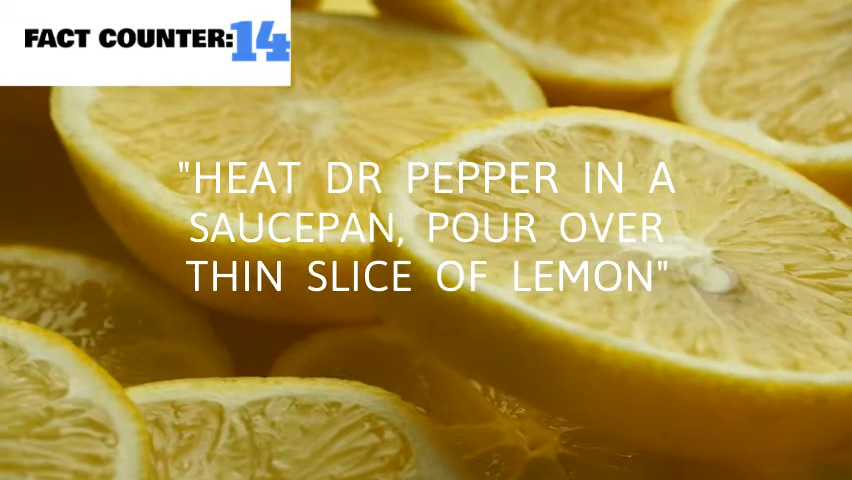 FACT COUNTER:14
"HEAT DR PEPPER IN A
SAUCEPAN, POUR OVER
THIN SLICE OF LEMON"